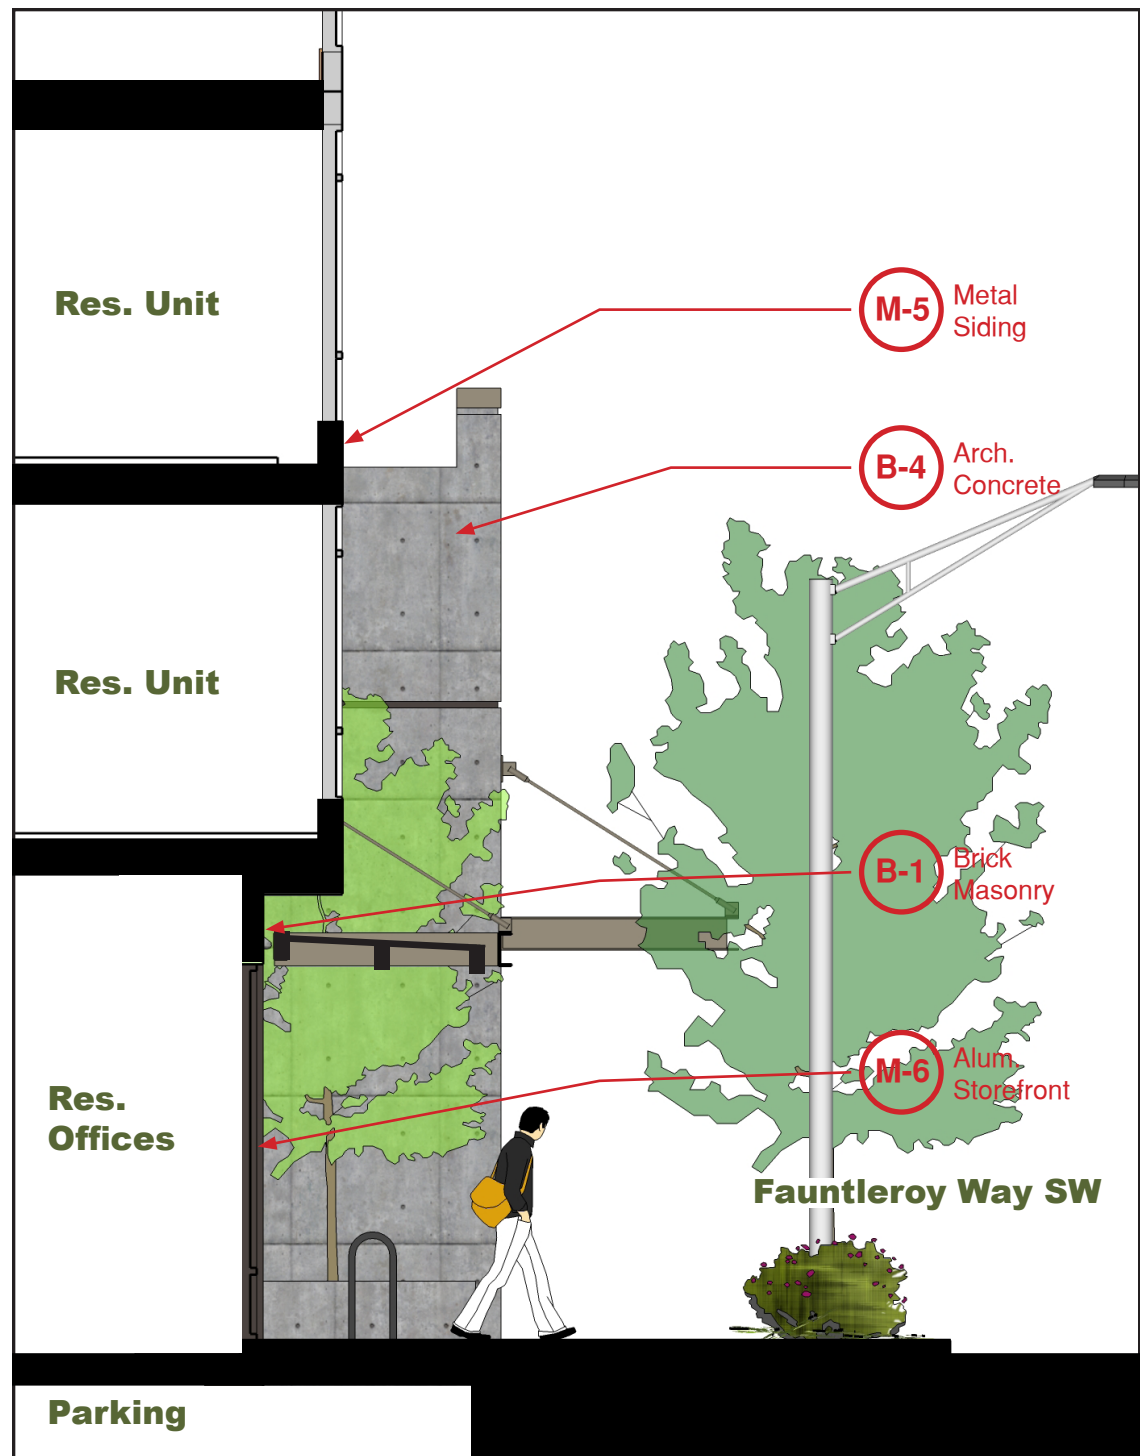 Res. Unit
M-5
Metal
Siding
B-4
Arch.
Concrete
Res. Unit
B-1
Brick
Masonry
M-6
Alum.
Storefront
Res.
Offices
Fauntleroy Way SW
Parking